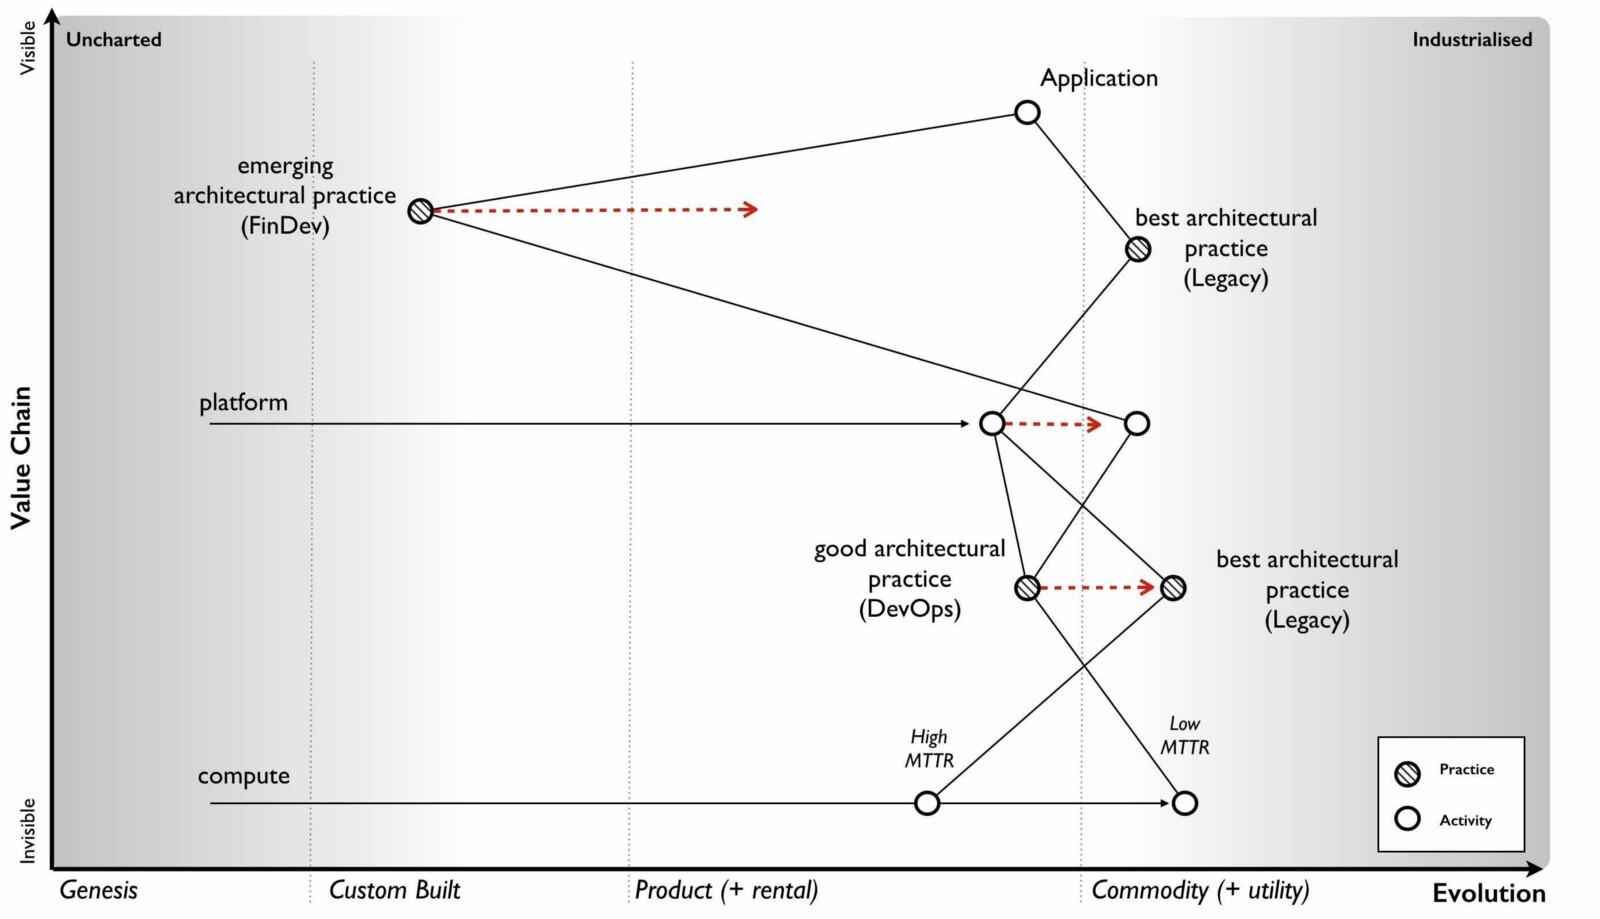 Visible
Uncharted
Industrialised
Application
emerging
architectural practice
(FinDev)
best architectural
practice
(Legacy)
platform
Value Chain
good architectural
practice
(DevOps)
best architectural
practice
(Legacy)
High
MTTR
Low
MTTR
compute
Practice
Activity
Invisible
Genesis
Custom Built
Product (+ rental)
Commodity (+ utility)
Evolution